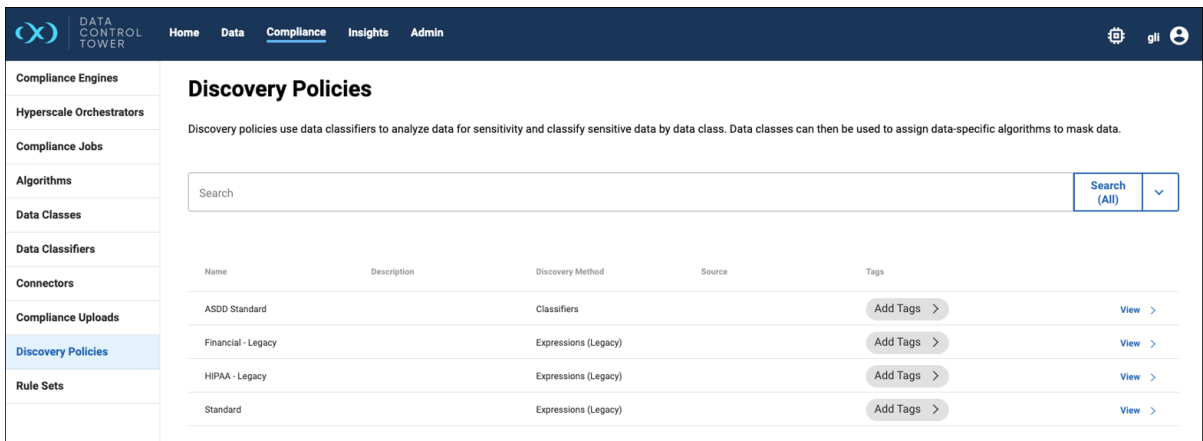 DATA
CONTROL
TOWER
Home Data Compliance Insights Admin
gli
Compliance Engines
Hyperscale Orchestrators
Compliance Jobs
Algorithms
Data Classes
Data Classifiers
Connectors
Compliance Uploads
Discovery Policies
Rule Sets
Discovery Policies
Discovery policies use data classifiers to analyze data for sensitivity and classify sensitive data by data class. Data classes can then be used to assign data-specific algorithms to mask data.
Search
Search
(All)
Name Description Discovery Method Source Tags
ASDD Standard Classifiers Add Tags View
Financial - Legacy Expressions (Legacy) Add Tags View
HIPAA - Legacy Expressions (Legacy) Add Tags View
Standard Expressions (Legacy) Add Tags View